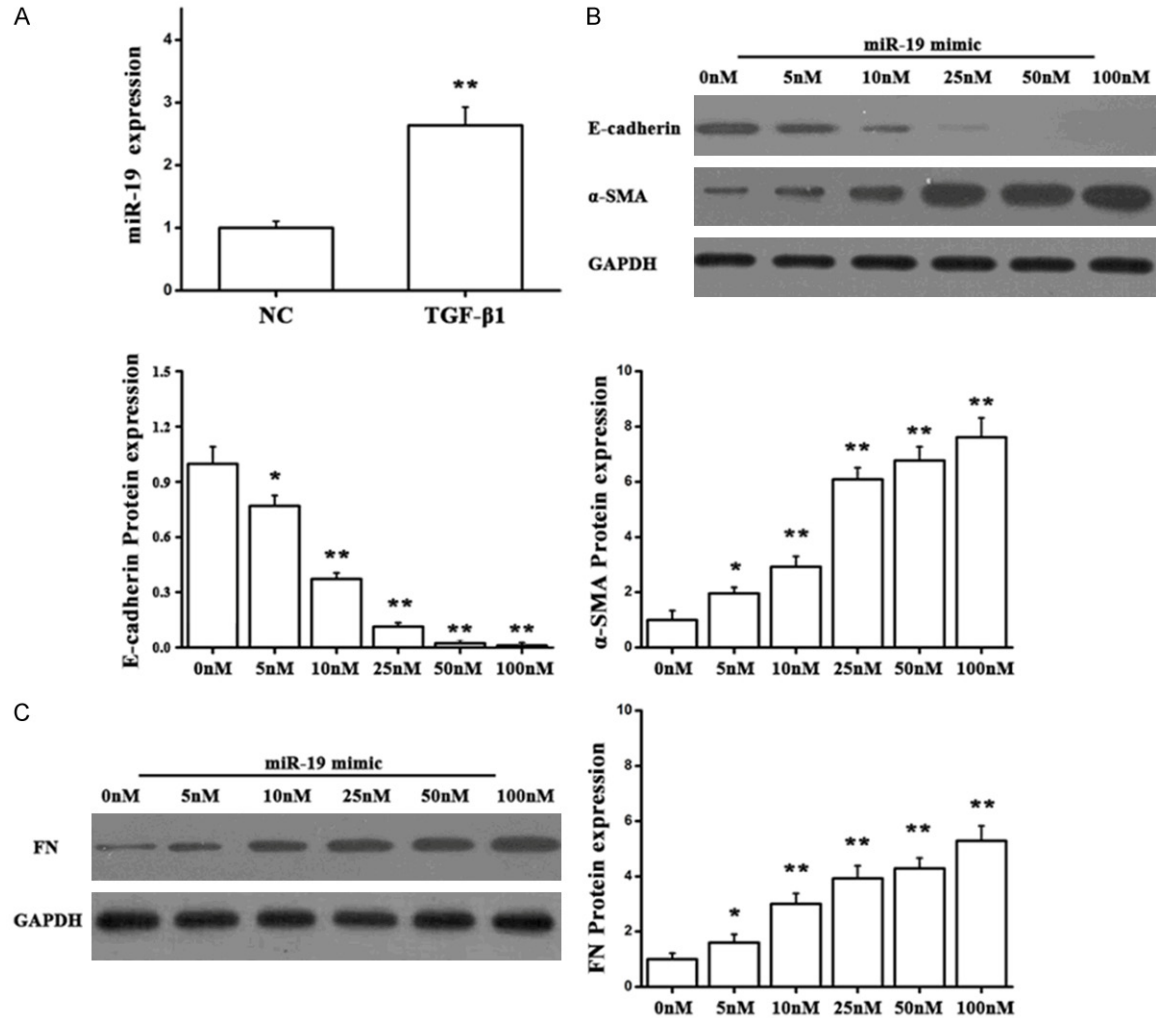 A
miR-19 expression
4
3
2
1
0
**
NC TGF-β1
B
miR-19 mimic
0nM 5nM 10nM 25nM 50nM 100nM
E-cadherin
α-SMA
GAPDH
E-cadherin Protein expression
1.5
1.2
0.9
0.6
0.3
0.0
* ** ** ** **
0nM 5nM 10nM 25nM 50nM 100nM
α-SMA Protein expression
10
8
6
4
2
0
* ** ** ** **
0nM 5nM 10nM 25nM 50nM 100nM
C
miR-19 mimic
0nM 5nM 10nM 25nM 50nM 100nM
FN
GAPDH
FN Protein expression
10
8
6
4
2
0
* ** ** ** **
0nM 5nM 10nM 25nM 50nM 100nM